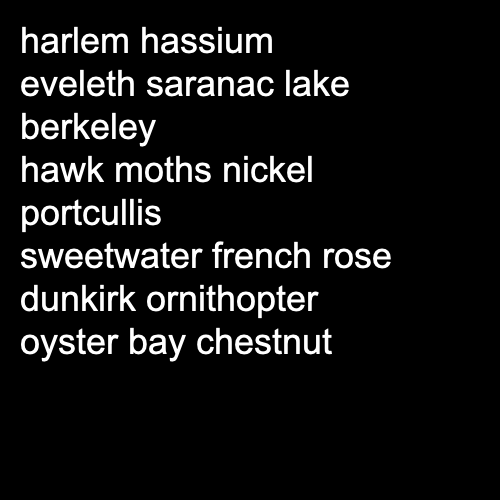 harlem hassium
eveleth saranac lake
berkeley
hawk moths nickel
portcullis
sweetwater french rose
dunkirk ornithopter
oyster bay chestnut